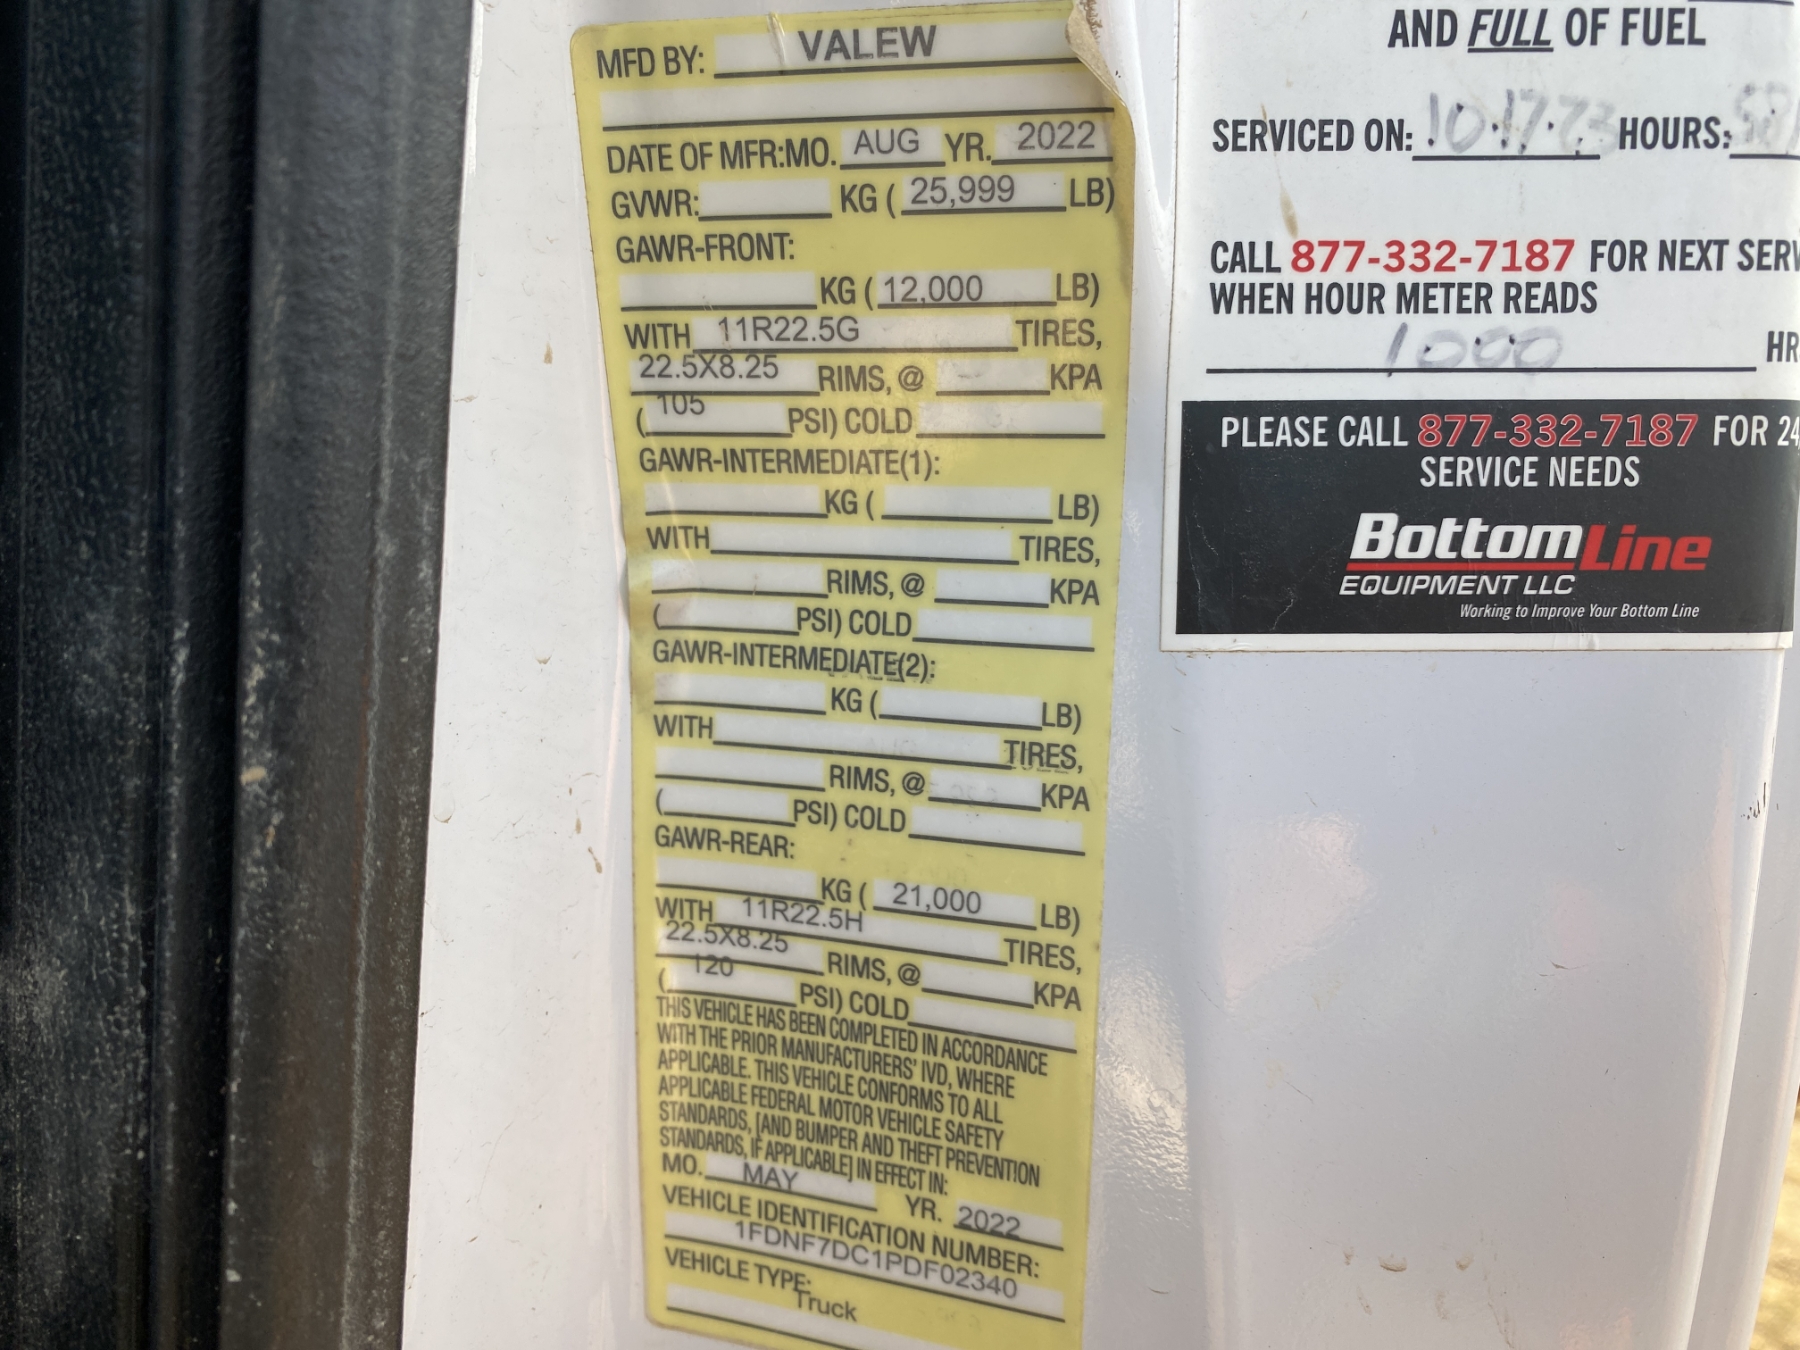 MFD BY: VALEW
DATE OF MFR:MO. AUG YR. 2022
GVWR: KG ( 25,999 LB)
GAWR-FRONT:
KG ( 12,000 LB)
WITH 11R22.5G TIRES,
22.5X8.25 RIMS, @ KPA
( 105 PSI) COLD
GAWR-INTERMEDIATE(1):
KG ( LB)
WITH TIRES,
RIMS, @ KPA
( PSI) COLD
GAWR-INTERMEDIATE(2):
KG ( LB)
WITH TIRES,
RIMS, @ KPA
( PSI) COLD
GAWR-REAR:
KG ( 21,000 LB)
WITH 11R22.5H TIRES,
22.5X8.25 RIMS, @ KPA
( 120 PSI) COLD
THIS VEHICLE HAS BEEN COMPLETED IN ACCORDANCE
WITH THE PRIOR MANUFACTURERS' IVD, WHERE
APPLICABLE. THIS VEHICLE CONFORMS TO ALL
APPLICABLE FEDERAL MOTOR VEHICLE SAFETY
STANDARDS, [AND BUMPER AND THEFT PREVENTION
STANDARDS, IF APPLICABLE] IN EFFECT IN:
MO. MAY YR. 2022
VEHICLE IDENTIFICATION NUMBER:
1FDNF7DC1PDF02340
VEHICLE TYPE:
Truck
AND FULL OF FUEL
SERVICED ON: 10.17.23 HOURS:
CALL 877-332-7187 FOR NEXT SERV
WHEN HOUR METER READS
1000 HR
PLEASE CALL 877-332-7187 FOR 24
SERVICE NEEDS
BottomLine
EQUIPMENT LLC
Working to Improve Your Bottom Line